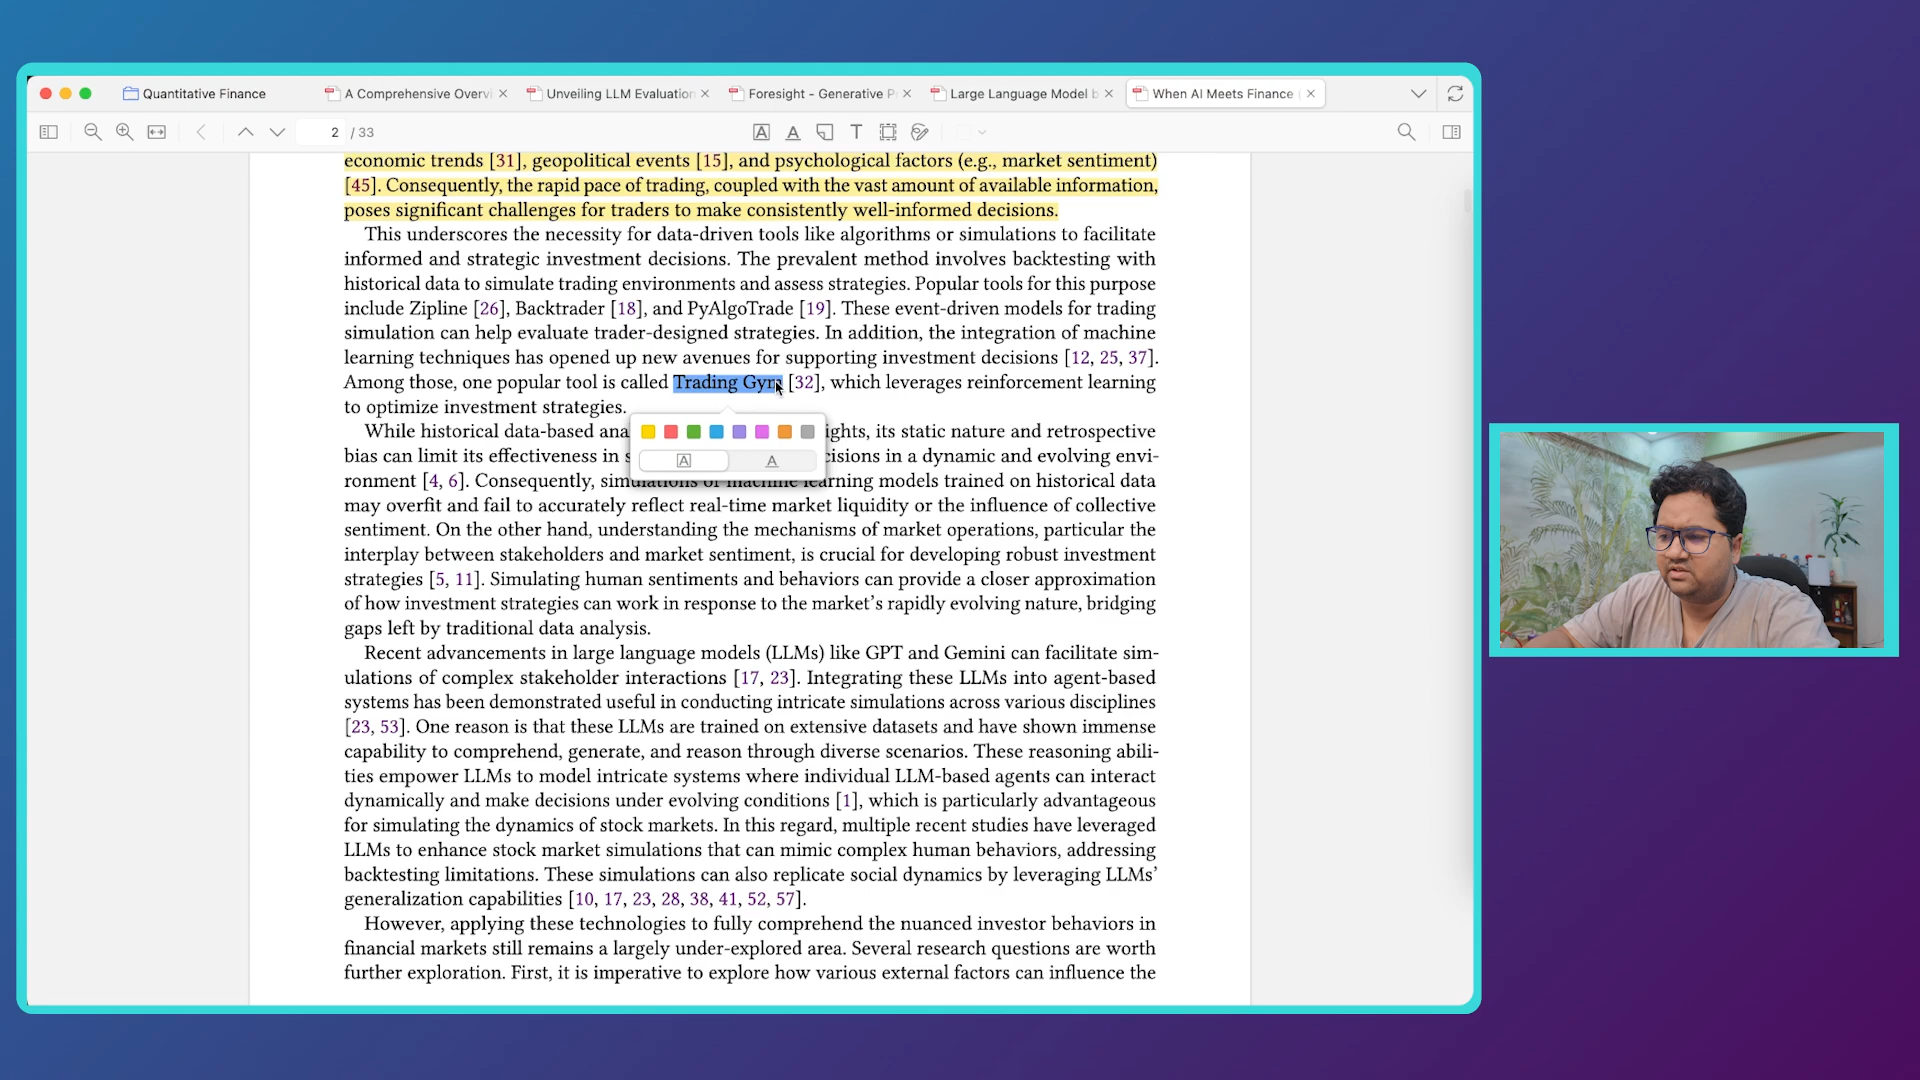 Quantitative Finance
A Comprehensive Overvi
Unveiling LLM Evaluation
Foresight - Generative P
Large Language Model b
When AI Meets Finance (
2 / 33
economic trends [31], geopolitical events [15], and psychological factors (e.g., market sentiment)
[45]. Consequently, the rapid pace of trading, coupled with the vast amount of available information,
poses significant challenges for traders to make consistently well-informed decisions.
This underscores the necessity for data-driven tools like algorithms or simulations to facilitate
informed and strategic investment decisions. The prevalent method involves backtesting with
historical data to simulate trading environments and assess strategies. Popular tools for this purpose
include Zipline [26], Backtrader [18], and PyAlgoTrade [19]. These event-driven models for trading
simulation can help evaluate trader-designed strategies. In addition, the integration of machine
learning techniques has opened up new avenues for supporting investment decisions [12, 25, 37].
Among those, one popular tool is called Trading Gym [32], which leverages reinforcement learning
to optimize investment strategies.
While historical data-based ana ights, its static nature and retrospective
bias can limit its effectiveness in s cisions in a dynamic and evolving envi-
ronment [4, 6]. Consequently, simulations or machine learning models trained on historical data
may overfit and fail to accurately reflect real-time market liquidity or the influence of collective
sentiment. On the other hand, understanding the mechanisms of market operations, particular the
interplay between stakeholders and market sentiment, is crucial for developing robust investment
strategies [5, 11]. Simulating human sentiments and behaviors can provide a closer approximation
of how investment strategies can work in response to the market's rapidly evolving nature, bridging
gaps left by traditional data analysis.
Recent advancements in large language models (LLMs) like GPT and Gemini can facilitate sim-
ulations of complex stakeholder interactions [17, 23]. Integrating these LLMs into agent-based
systems has been demonstrated useful in conducting intricate simulations across various disciplines
[23, 53]. One reason is that these LLMs are trained on extensive datasets and have shown immense
capability to comprehend, generate, and reason through diverse scenarios. These reasoning abili-
ties empower LLMs to model intricate systems where individual LLM-based agents can interact
dynamically and make decisions under evolving conditions [1], which is particularly advantageous
for simulating the dynamics of stock markets. In this regard, multiple recent studies have leveraged
LLMs to enhance stock market simulations that can mimic complex human behaviors, addressing
backtesting limitations. These simulations can also replicate social dynamics by leveraging LLMs'
generalization capabilities [10, 17, 23, 28, 38, 41, 52, 57].
However, applying these technologies to fully comprehend the nuanced investor behaviors in
financial markets still remains a largely under-explored area. Several research questions are worth
further exploration. First, it is imperative to explore how various external factors can influence the